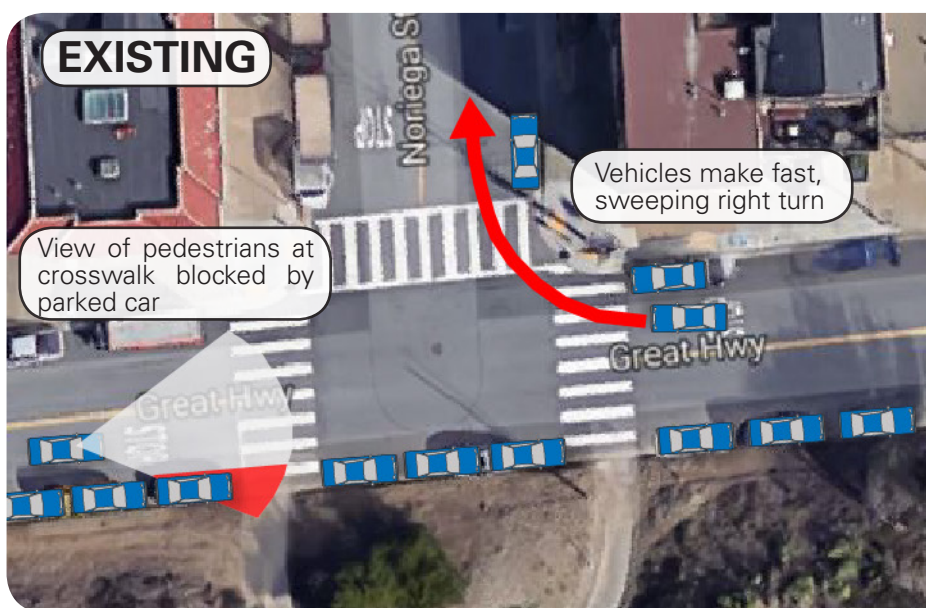 EXISTING
Noriega S
STOP
Vehicles make fast,
sweeping right turn
View of pedestrians at
crosswalk blocked by
parked car
Great Hwy
Great Hwy